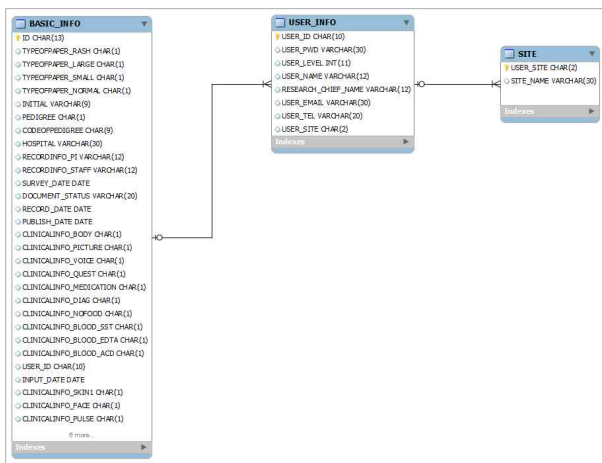 BASIC_INFO
ID CHAR(13)
TYPEOFPAPER_RASH CHAR(1)
TYPEOFPAPER_LARGE CHAR(1)
TYPEOFPAPER_SMALL CHAR(1)
TYPEOFPAPER_NORMAL CHAR(1)
INITIAL VARCHAR(9)
PEDIGREE CHAR(1)
CODEOFPEDIGREE CHAR(9)
HOSPITAL VARCHAR(30)
RECORDINFO_PI VARCHAR(12)
RECORDINFO_STAFF VARCHAR(12)
SURVEY_DATE DATE
DOCUMENT_STATUS VARCHAR(20)
RECORD_DATE DATE
PUBLISH_DATE DATE
CLINICALINFO_BODY CHAR(1)
CLINICALINFO_PICTURE CHAR(1)
CLINICALINFO_VOICE CHAR(1)
CLINICALINFO_QUEST CHAR(1)
CLINICALINFO_MEDICATION CHAR(1)
CLINICALINFO_DIAG CHAR(1)
CLINICALINFO_NOFOOD CHAR(1)
CLINICALINFO_BLOOD_SST CHAR(1)
CLINICALINFO_BLOOD_EDTA CHAR(1)
CLINICALINFO_BLOOD_ACD CHAR(1)
USER_ID CHAR(10)
INPUT_DATE DATE
CLINICALINFO_SKIN1 CHAR(1)
CLINICALINFO_FACE CHAR(1)
CLINICALINFO_PULSE CHAR(1)
8 more...
Indexes
USER_INFO
USER_ID CHAR(10)
USER_PWD VARCHAR(30)
USER_LEVEL INT(11)
USER_NAME VARCHAR(12)
RESEARCH_CHIEF_NAME VARCHAR(12)
USER_EMAIL VARCHAR(30)
USER_TEL VARCHAR(20)
USER_SITE CHAR(2)
Indexes
SITE
USER_SITE CHAR(2)
SITE_NAME VARCHAR(30)
Indexes